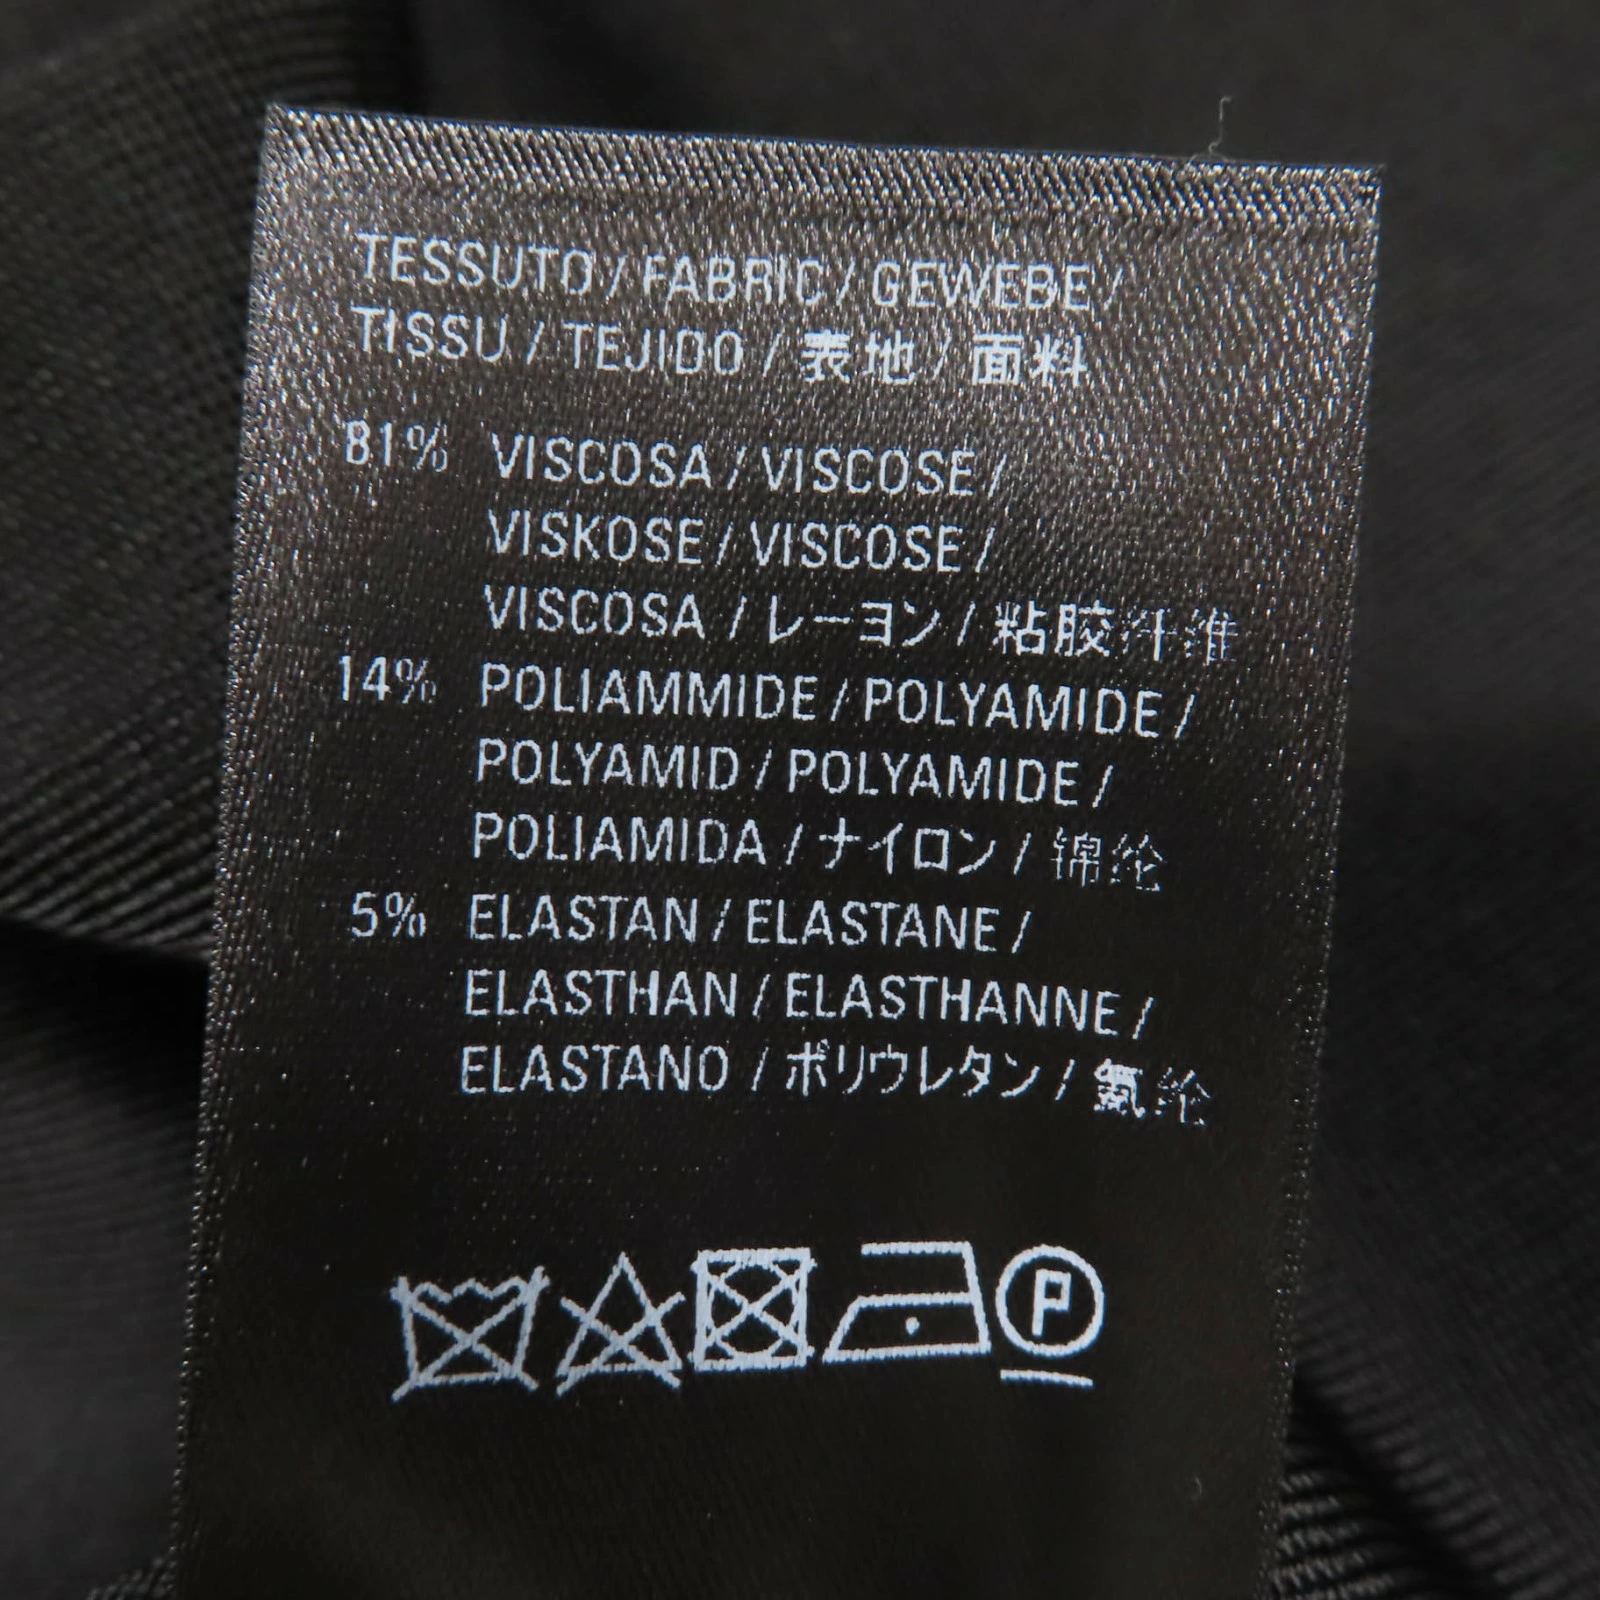 TESSUTO / FABRIC / GEWEBE /
TISSU / TEJIDO / 表地 / 面料
81% VISCOSA / VISCOSE /
VISKOSE / VISCOSE /
VISCOSA / レーヨン / 粘胶纤维
14% POLIAMMIDE / POLYAMIDE /
POLYAMID / POLYAMIDE /
POLIAMIDA / ナイロン / 锦纶
5% ELASTAN / ELASTANE /
ELASTHAN / ELASTHANNE /
ELASTANO / ポリウレタン / 氨纶
P